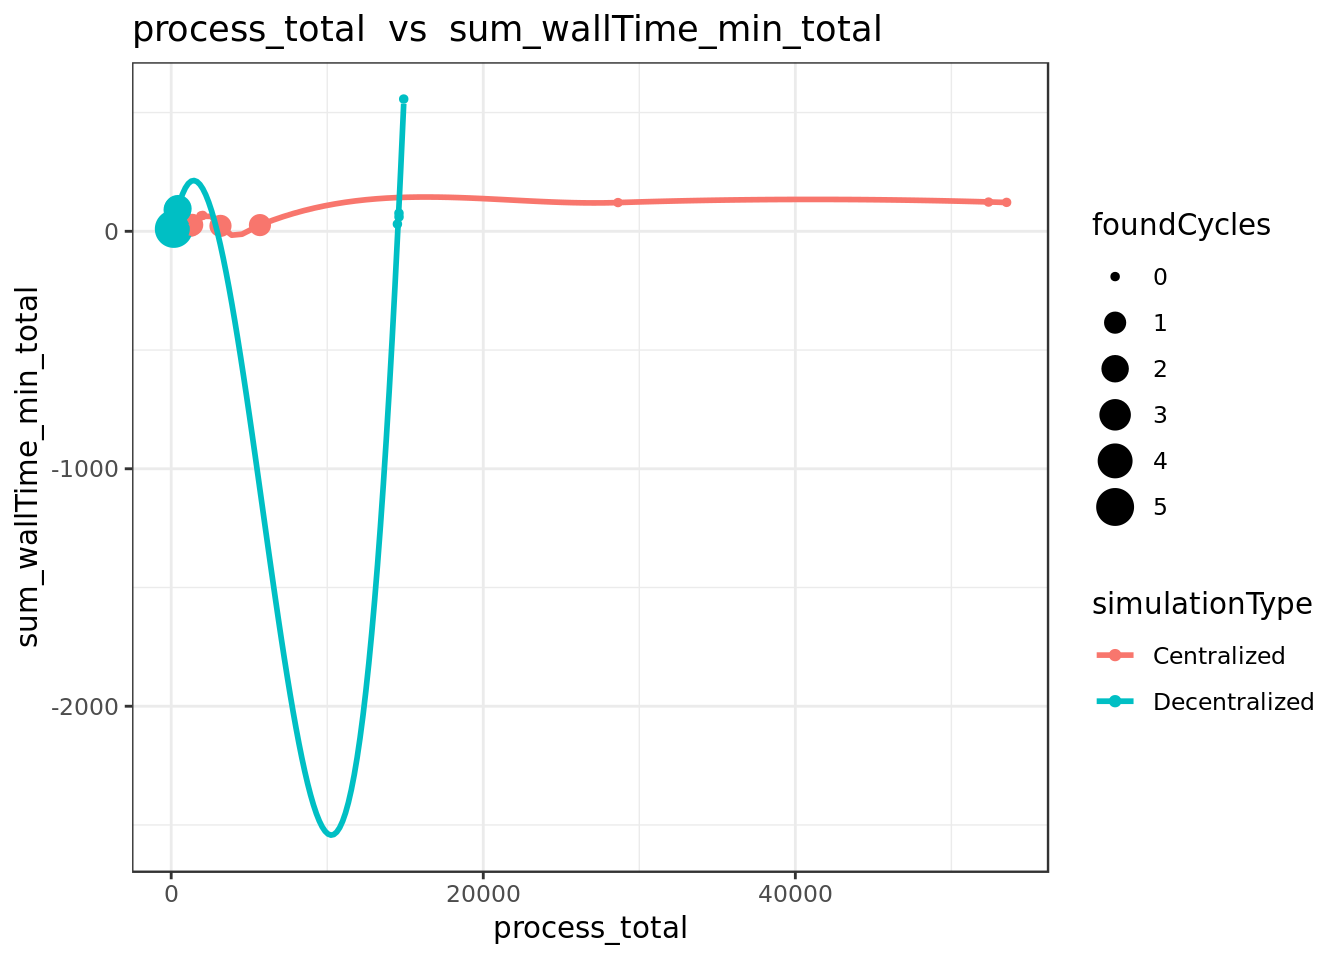 process_total  vs  sum_wallTime_min_total
sum_wallTime_min_total
0
-1000
-2000
0
20000
40000
process_total
foundCycles
0
1
2
3
4
5
simulationType
Centralized
Decentralized